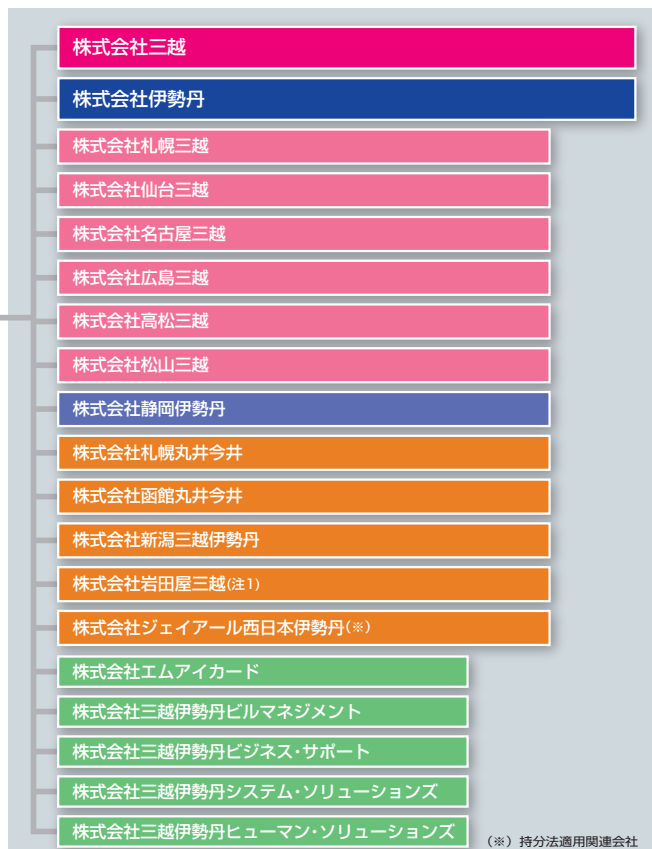 株式会社三越
株式会社伊勢丹
株式会社札幌三越
株式会社仙台三越
株式会社名古屋三越
株式会社広島三越
株式会社高松三越
株式会社松山三越
株式会社静岡伊勢丹
株式会社札幌丸井今井
株式会社函館丸井今井
株式会社新潟三越伊勢丹
株式会社岩田屋三越(注1)
株式会社ジェイアール西日本伊勢丹(※)
株式会社エムアイカード
株式会社三越伊勢丹ビルマネジメント
株式会社三越伊勢丹ビジネス・サポート
株式会社三越伊勢丹システム・ソリューションズ
株式会社三越伊勢丹ヒューマン・ソリューションズ
(※) 持分法適用関連会社